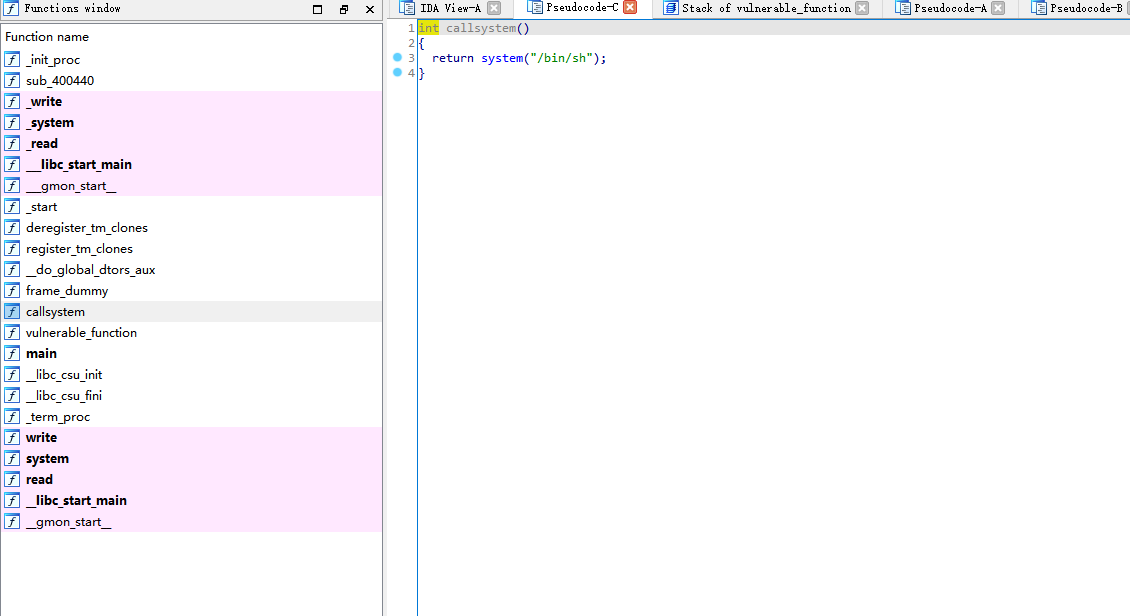 Functions window
Function name
_init_proc
sub_400440
_write
_system
_read
___libc_start_main
___gmon_start__
_start
deregister_tm_clones
register_tm_clones
__do_global_dtors_aux
frame_dummy
callsystem
vulnerable_function
main
__libc_csu_init
__libc_csu_fini
_term_proc
write
system
read
__libc_start_main
__gmon_start__
IDA View-A Pseudocode-C Stack of vulnerable_function Pseudocode-A Pseudocode-B
1 int callsystem()
2 {
3 return system("/bin/sh");
4 }